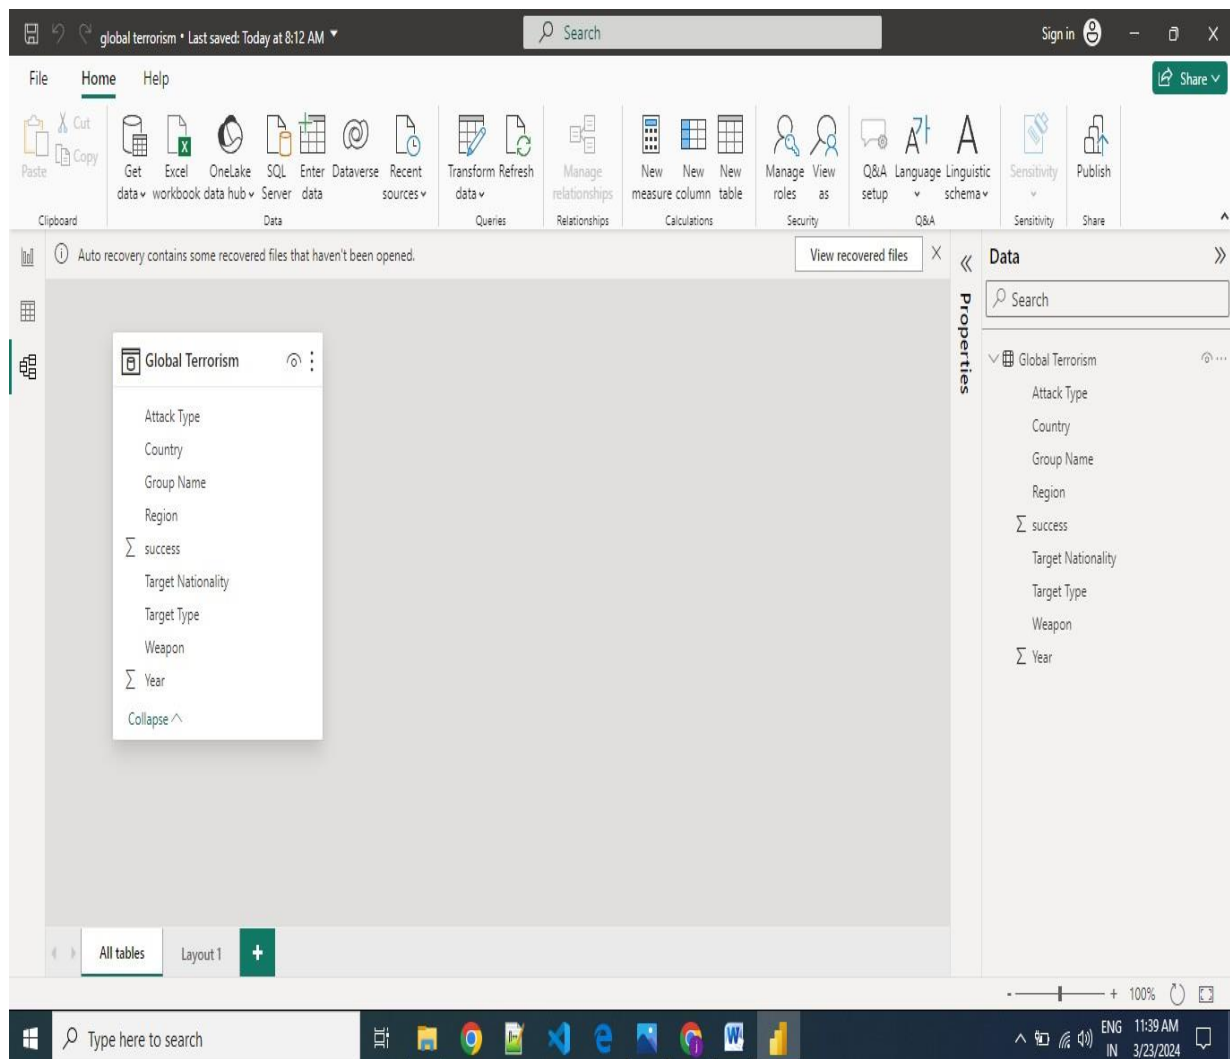 global terrorism • Last saved: Today at 8:12 AM
Search
Sign in
File Home Help
Share
Paste
Cut
Copy
Get data
Excel workbook
OneLake data hub
SQL Server
Enter data
Dataverse
Recent sources
Transform data
Refresh
Manage relationships
New measure
New column
New table
Manage roles
View as
Q&A setup
Language
Linguistic schema
Sensitivity
Publish
Clipboard
Data
Queries
Relationships
Calculations
Security
Q&A
Sensitivity
Share
Auto recovery contains some recovered files that haven't been opened.
View recovered files
Global Terrorism
Attack Type
Country
Group Name
Region
∑ success
Target Nationality
Target Type
Weapon
∑ Year
Collapse
Properties
Data
Search
Global Terrorism
Attack Type
Country
Group Name
Region
∑ success
Target Nationality
Target Type
Weapon
∑ Year
All tables
Layout 1
+
- + 100%
Type here to search
ENG
IN
11:39 AM
3/23/2024